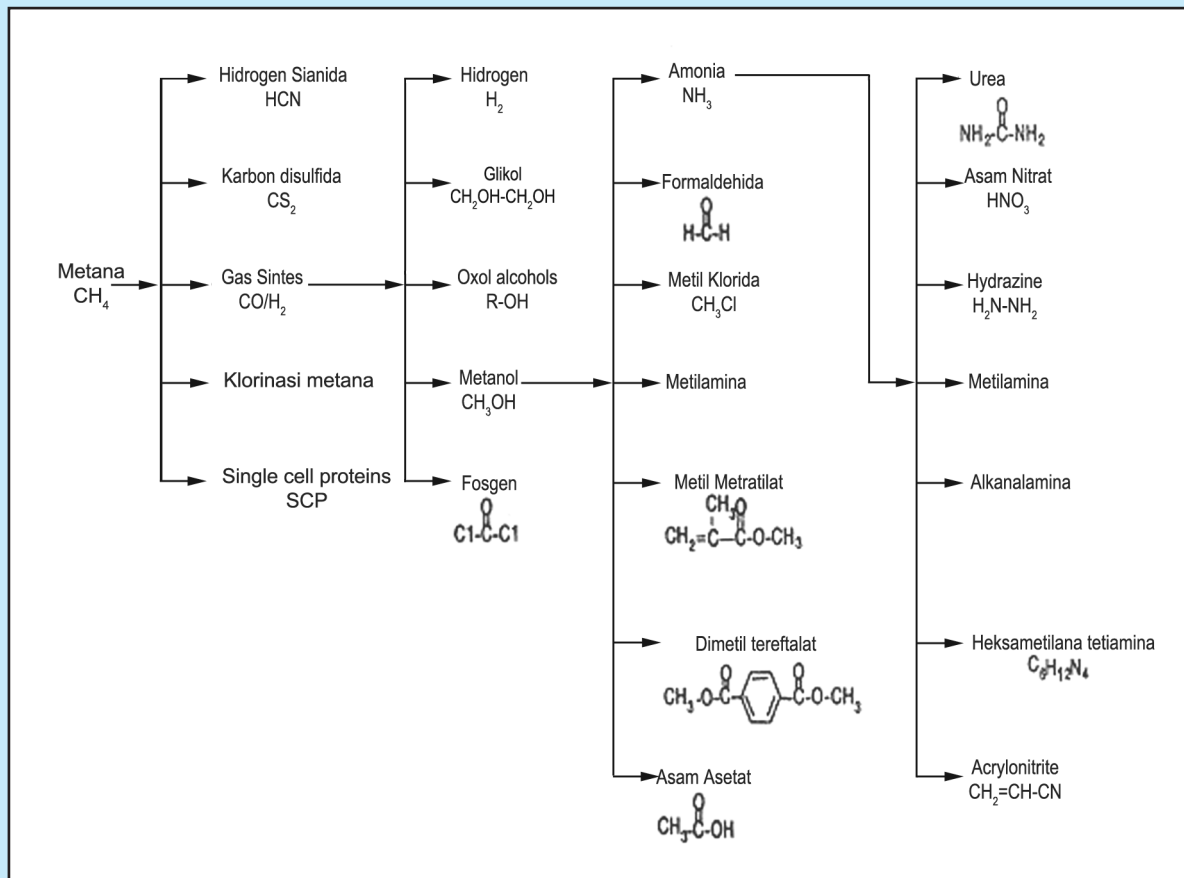 Metana
CH₄
Hidrogen Sianida
HCN
Karbon disulfida
CS₂
Gas Sintes
CO/H₂
Klorinasi metana
Single cell proteins
SCP
Hidrogen
H₂
Glikol
CH₂OH-CH₂OH
Oxol alcohols
R-OH
Metanol
CH₃OH
Fosgen
O
C1-C-C1
Amonia
NH₃
Formaldehida
O
H-C-H
Metil Klorida
CH₃Cl
Metilamina
Metil Metratilat
CH₃O
CH₂=C-C-O-CH₃
Dimetil tereftalat
O O
CH₃-O-C C-O-CH₃
Asam Asetat
O
CH₃-C-OH
Urea
O
NH₂-C-NH₂
Asam Nitrat
HNO₃
Hydrazine
H₂N-NH₂
Metilamina
Alkanalamina
Heksametilana tetiamina
C₆H₁₂N₄
Acrylonitrite
CH₂=CH-CN